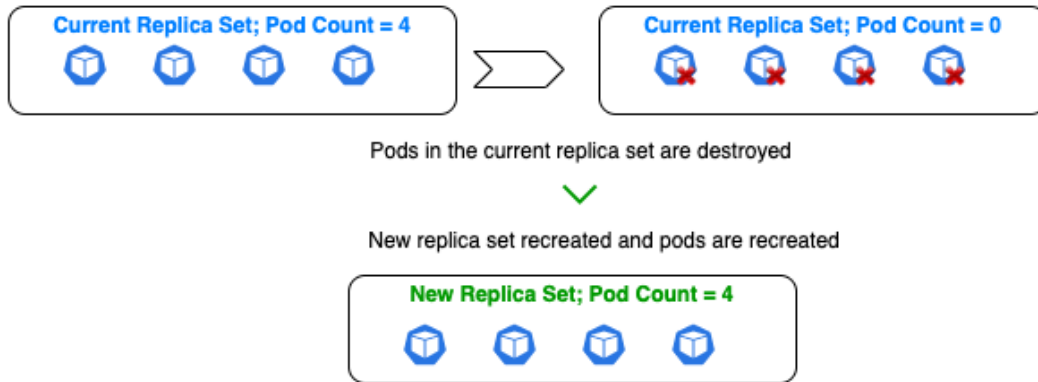 Current Replica Set; Pod Count = 4
Current Replica Set; Pod Count = 0
Pods in the current replica set are destroyed
New replica set recreated and pods are recreated
New Replica Set; Pod Count = 4